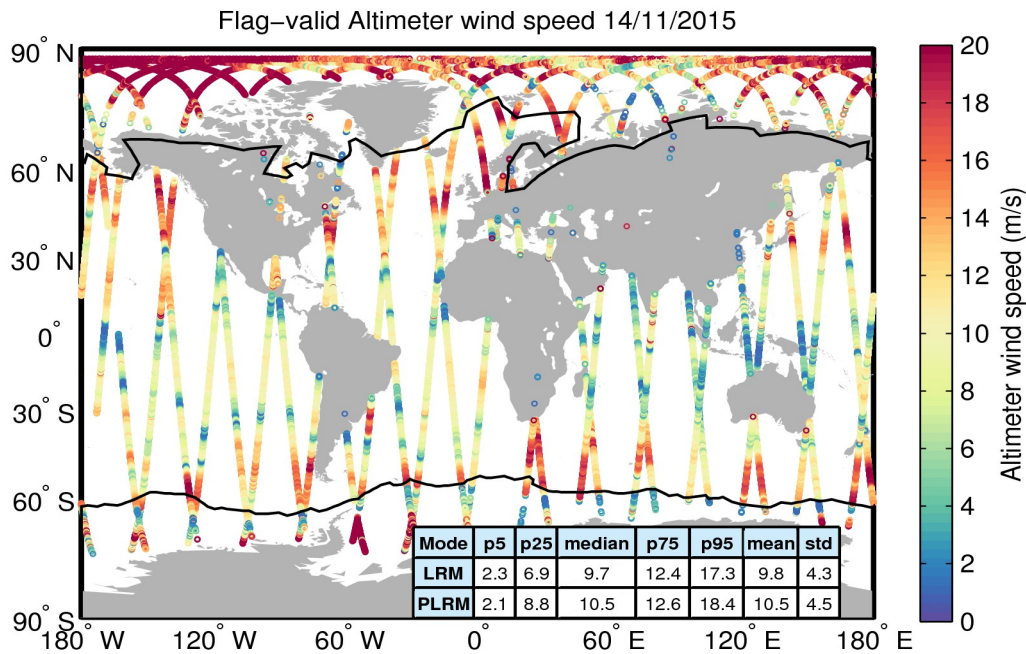 Flag−valid Altimeter wind speed 14/11/2015
90° N
60° N
30° N
0°
30° S
60° S
90° S
180° W
120° W
60° W
0°
60° E
120° E
180° E
Mode p5 p25 median p75 p95 mean std
LRM 2.3 6.9 9.7 12.4 17.3 9.8 4.3
PLRM 2.1 8.8 10.5 12.6 18.4 10.5 4.5
20
18
16
14
12
10
8
6
4
2
0
Altimeter wind speed (m/s)